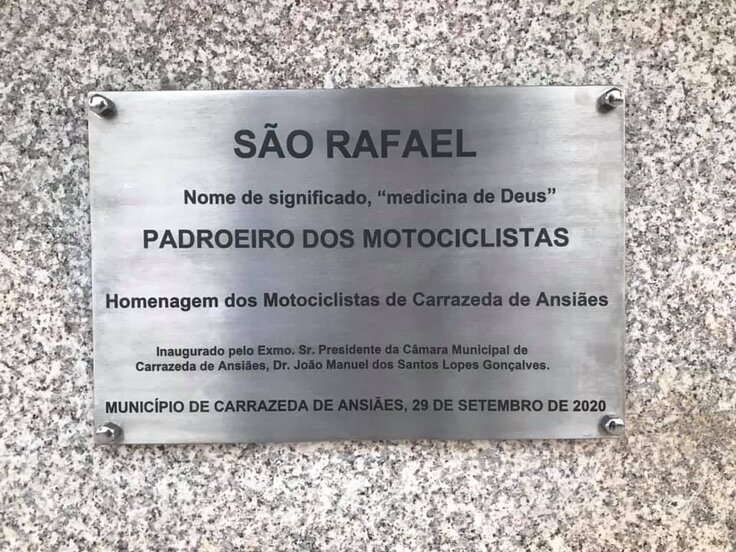 SÃO RAFAEL
Nome de significado, “medicina de Deus”
PADROEIRO DOS MOTOCICLISTAS
Homenagem dos Motociclistas de Carrazeda de Ansiães
Inaugurado pelo Exmo. Sr. Presidente da Câmara Municipal de
Carrazeda de Ansiães, Dr. João Manuel dos Santos Lopes Gonçalves.
MUNICÍPIO DE CARRAZEDA DE ANSIÃES, 29 DE SETEMBRO DE 2020